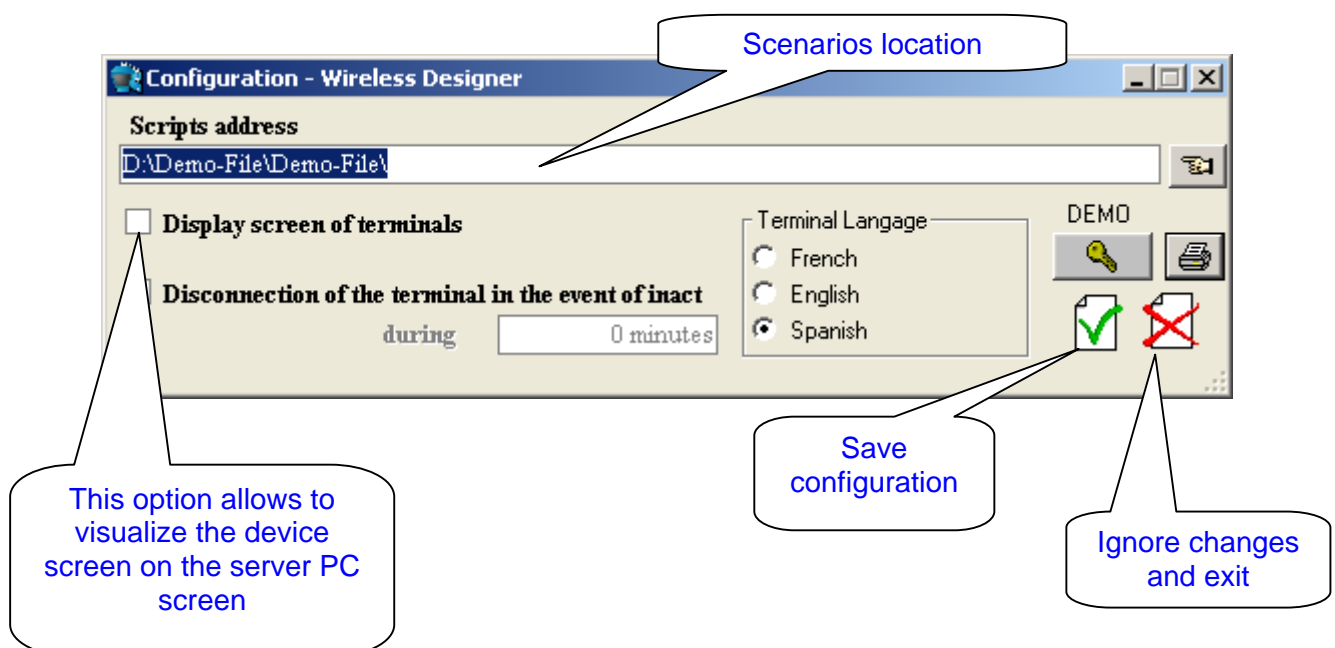 Scenarios location
Configuration - Wireless Designer
Scripts address
D:\Demo-File\Demo-File\
Display screen of terminals
Terminal Langage
DEMO
French
Disconnection of the terminal in the event of inact
English
during
0 minutes
Spanish
Save
configuration
This option allows to
visualize the device
screen on the server PC
screen
Ignore changes
and exit